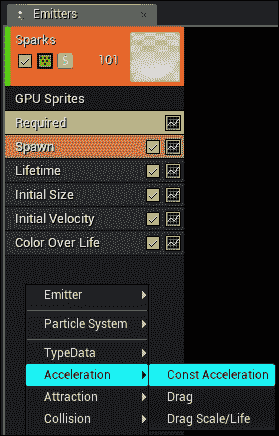 Emitters
Sparks
S 101
GPU Sprites
Required
Spawn
Lifetime
Initial Size
Initial Velocity
Color Over Life
Emitter
Particle System
TypeData
Acceleration Const Acceleration
Attraction Drag
Collision Drag Scale/Life